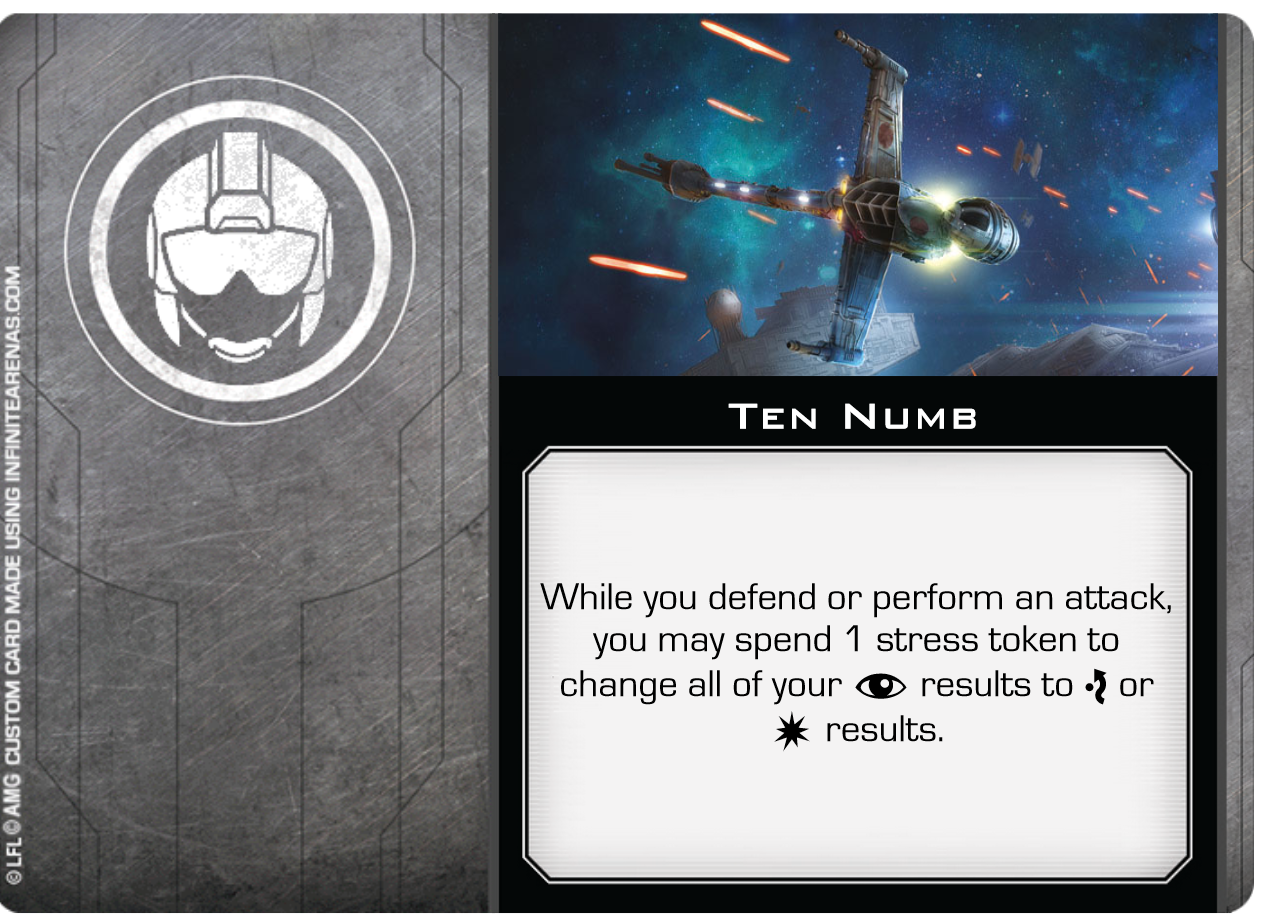 Ten Numb
While you defend or perform an attack,
you may spend 1 stress token to
change all of your results to or
results.
© LFL © AMG CUSTOM CARD MADE USING INFINITEARENAS.COM